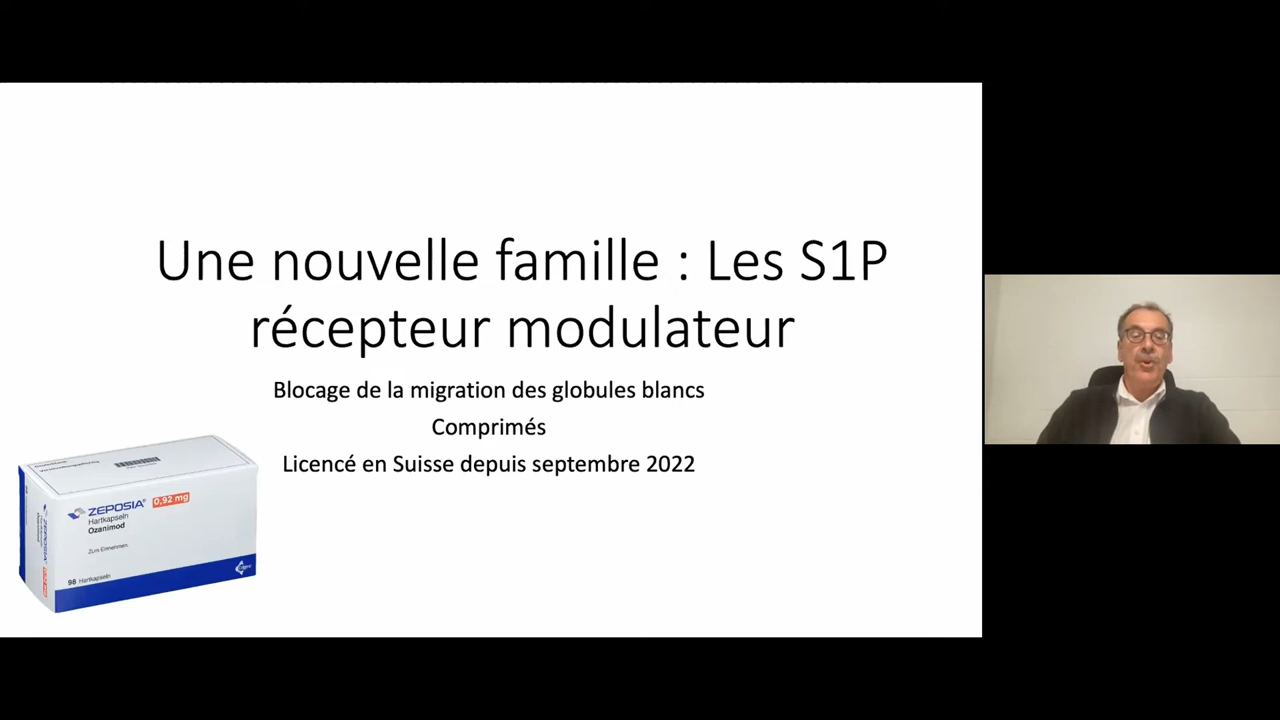 Une nouvelle famille : Les S1P
récepteur modulateur
Blocage de la migration des globules blancs
Comprimés
Licencé en Suisse depuis septembre 2022
ZEPOSIA® 0,92 mg
Hartkapseln
Ozanimod
Zum Einnehmen
98 Hartkapseln